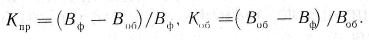 K_пр = (B_ф — B_об)/B_ф, K_об = (B_об — B_ф)/B_об.